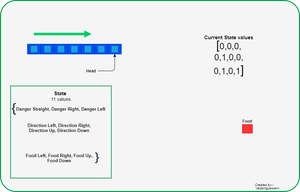 Current State values
[0,0,0,
0,1,0,0,
0,1,0,1]
Head
State
11 values
{ Danger Straight, Danger Right, Danger Left
Direction Left, Direction Right,
Direction Up, Direction Down
Food Left, Food Right, Food Up,
Food Down }
Food
Created by:-